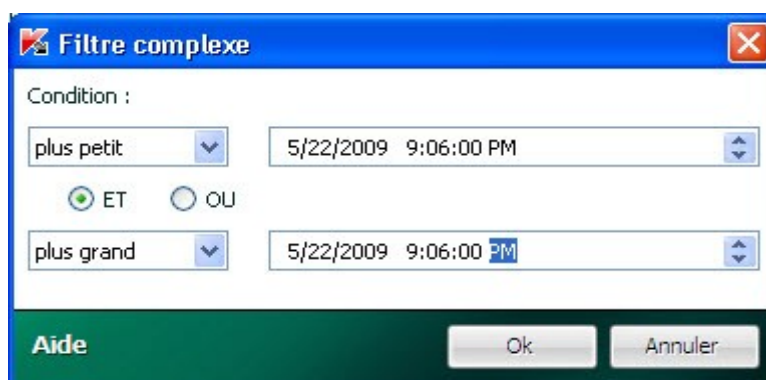 Filtre complexe
Condition :
plus petit 5/22/2009 9:06:00 PM
ET OU
plus grand 5/22/2009 9:06:00 PM
Aide Ok Annuler